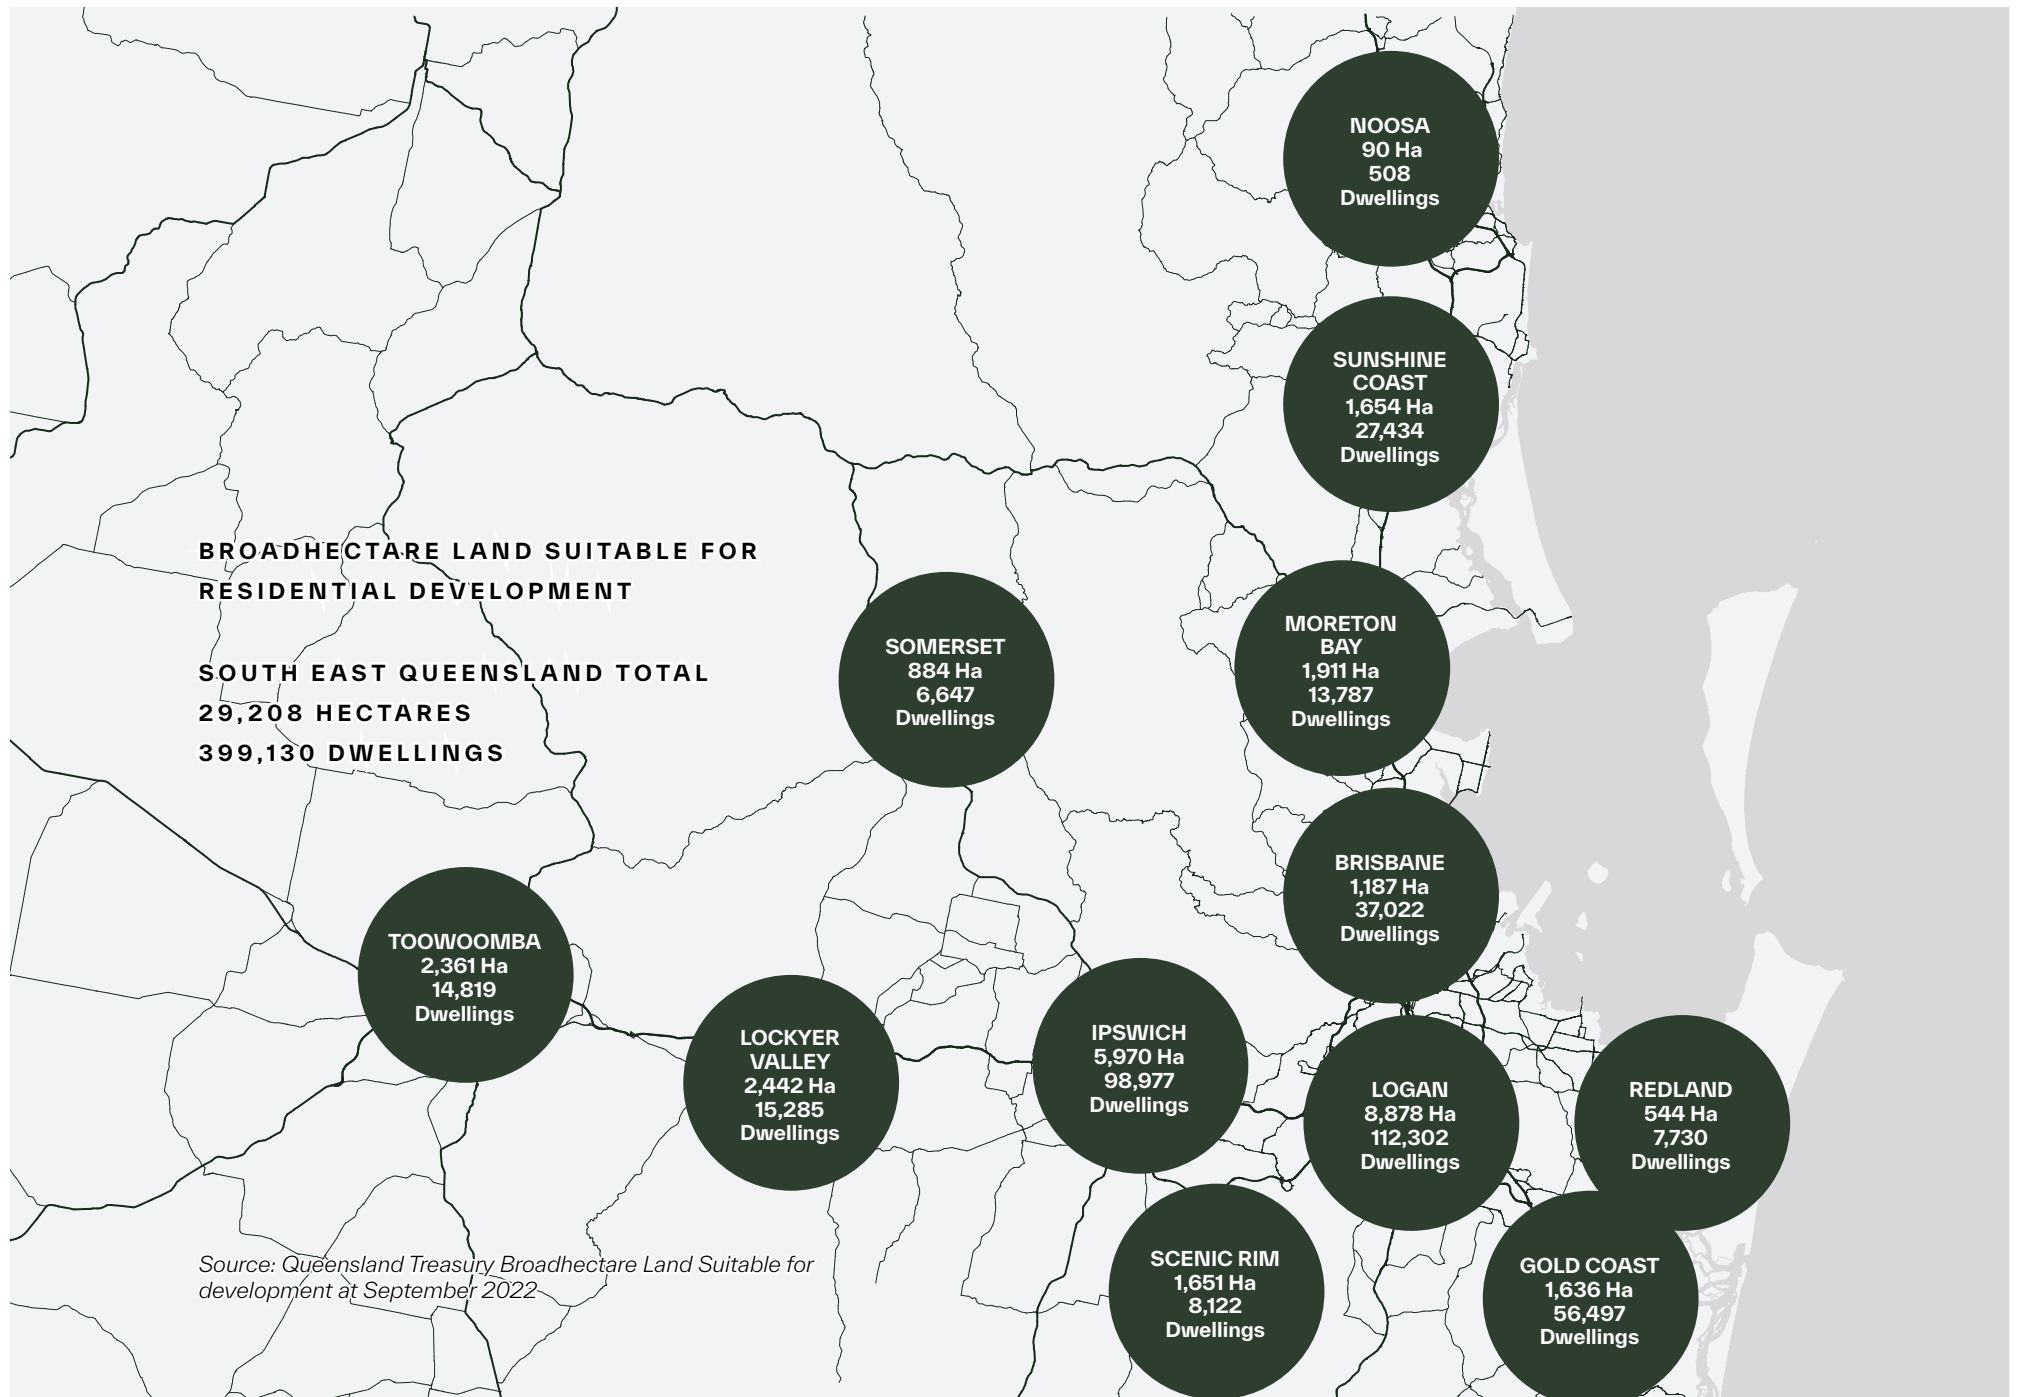 NOOSA
90 Ha
508
Dwellings
SUNSHINE
COAST
1,654 Ha
27,434
Dwellings
BROADHECTARE LAND SUITABLE FOR
RESIDENTIAL DEVELOPMENT
SOUTH EAST QUEENSLAND TOTAL
29,208 HECTARES
399,130 DWELLINGS
SOMERSET
884 Ha
6,647
Dwellings
MORETON
BAY
1,911 Ha
13,787
Dwellings
BRISBANE
1,187 Ha
37,022
Dwellings
TOOWOOMBA
2,361 Ha
14,819
Dwellings
LOCKYER
VALLEY
2,442 Ha
15,285
Dwellings
IPSWICH
5,970 Ha
98,977
Dwellings
LOGAN
8,878 Ha
112,302
Dwellings
REDLAND
544 Ha
7,730
Dwellings
SCENIC RIM
1,651 Ha
8,122
Dwellings
GOLD COAST
1,636 Ha
56,497
Dwellings
Source: Queensland Treasury Broadhectare Land Suitable for
development at September 2022